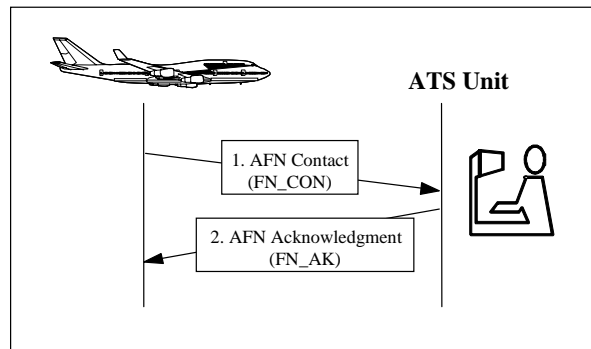 ATS Unit
1. AFN Contact
(FN_CON)
2. AFN Acknowledgment
(FN_AK)